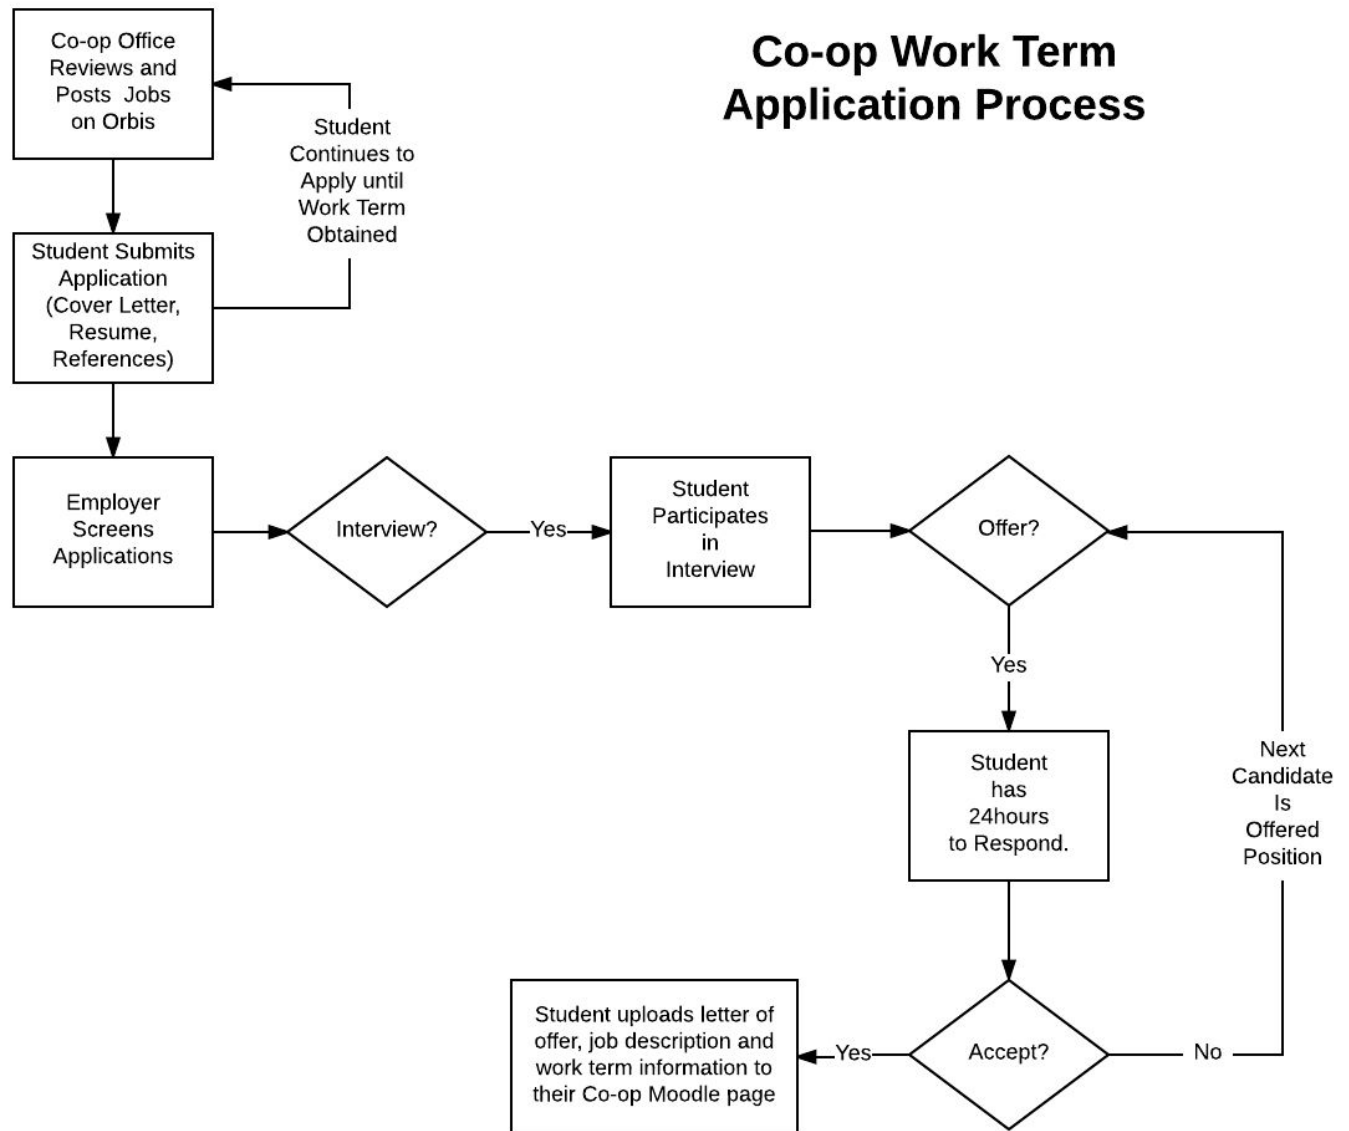 Co-op Work Term
Application Process
Co-op Office
Reviews and
Posts Jobs
on Orbis
Student
Continues to
Apply until
Work Term
Obtained
Student Submits
Application
(Cover Letter,
Resume,
References)
Employer
Screens
Applications
Interview?
Yes
Student
Participates
in
Interview
Offer?
Yes
Student
has
24hours
to Respond.
Next
Candidate
Is
Offered
Position
Accept?
No
Yes
Student uploads letter of
offer, job description and
work term information to
their Co-op Moodle page